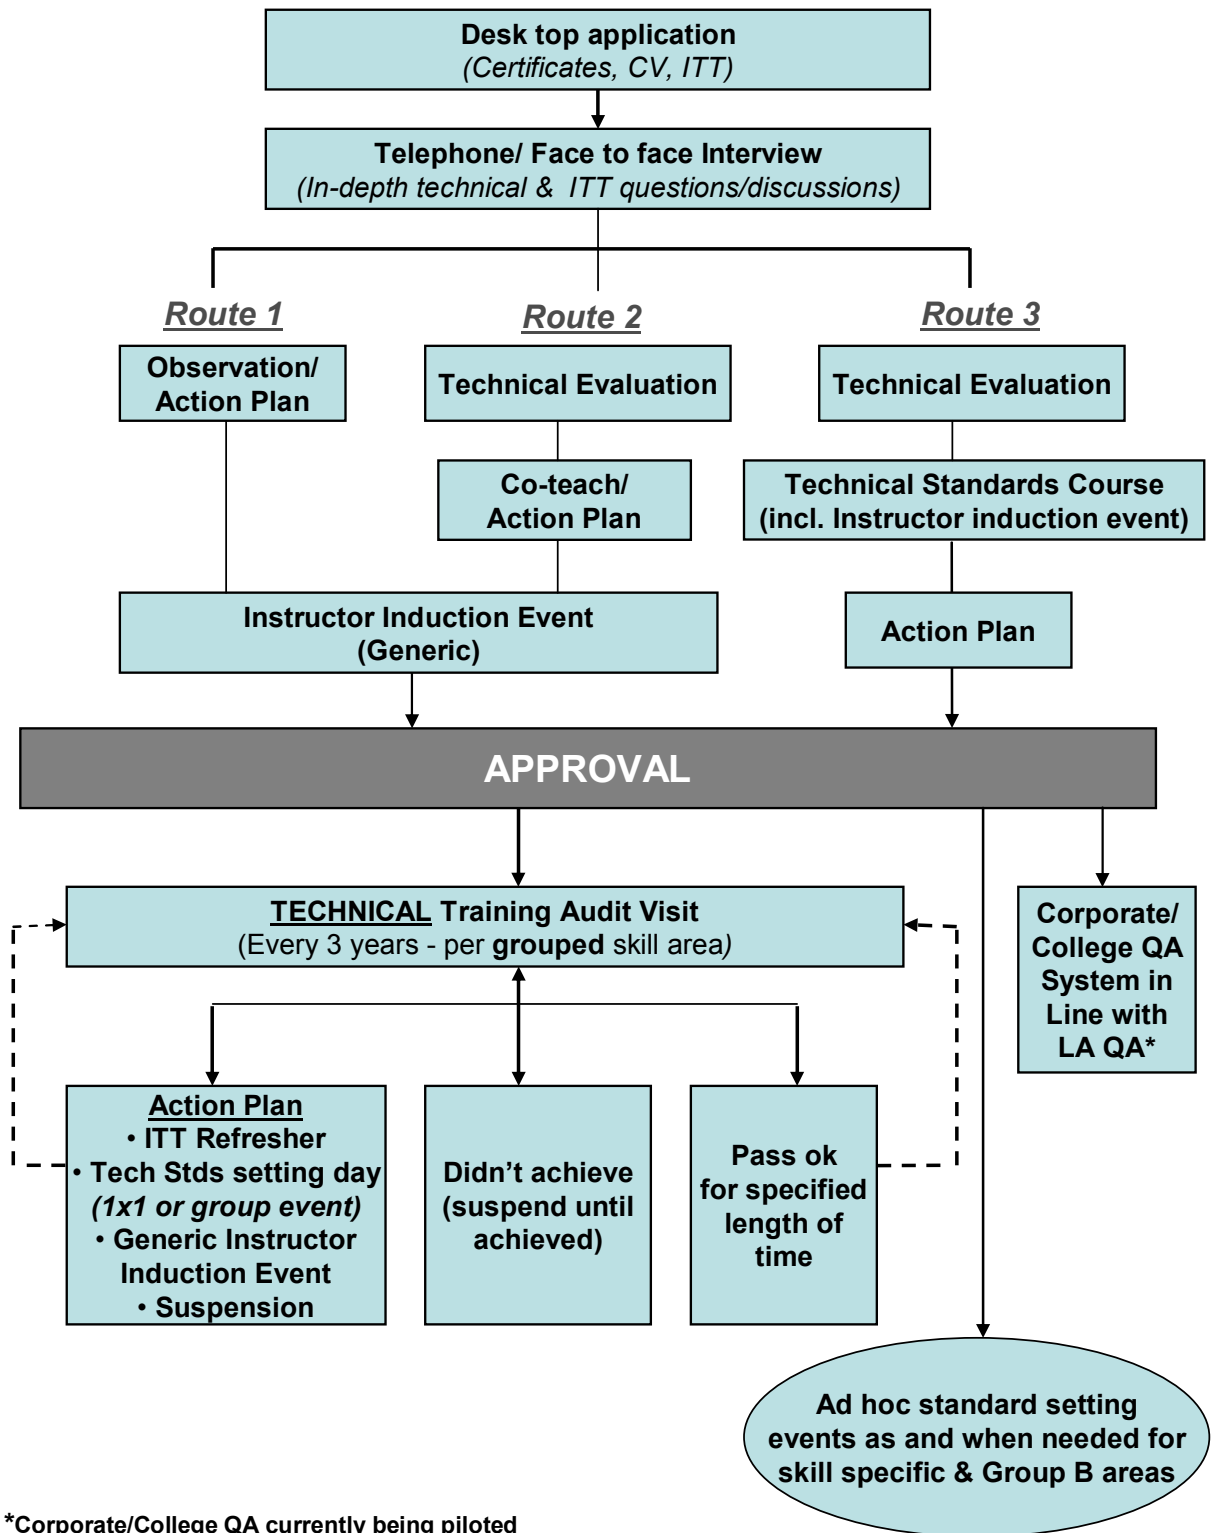 Desk top application
(Certificates, CV, ITT)
Telephone/ Face to face Interview
(In-depth technical & ITT questions/discussions)
Route 1
Route 2
Route 3
Observation/
Action Plan
Technical Evaluation
Technical Evaluation
Co-teach/
Action Plan
Technical Standards Course
(incl. Instructor induction event)
Instructor Induction Event
(Generic)
Action Plan
APPROVAL
TECHNICAL Training Audit Visit
(Every 3 years - per grouped skill area)
Corporate/
College QA
System in
Line with
LA QA*
Action Plan
• ITT Refresher
• Tech Stds setting day
(1x1 or group event)
• Generic Instructor
Induction Event
• Suspension
Didn't achieve
(suspend until
achieved)
Pass ok
for specified
length of
time
Ad hoc standard setting
events as and when needed for
skill specific & Group B areas
*Corporate/College QA currently being piloted